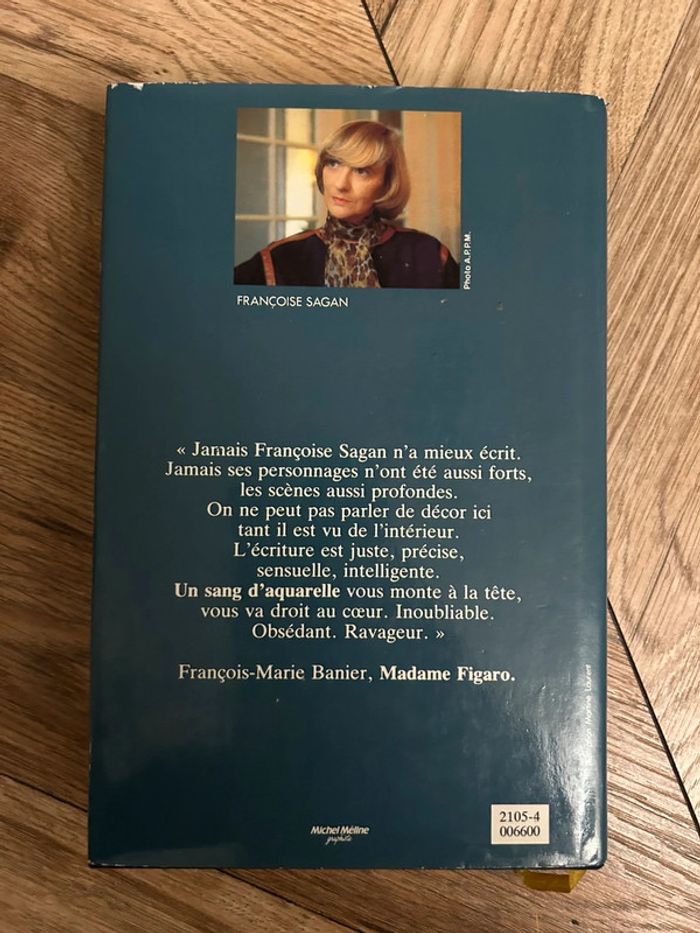 Photo A.P.P.M.
FRANÇOISE SAGAN
« Jamais Françoise Sagan n'a mieux écrit.
Jamais ses personnages n'ont été aussi forts,
les scènes aussi profondes.
On ne peut pas parler de décor ici
tant il est vu de l'intérieur.
L'écriture est juste, précise,
sensuelle, intelligente.
Un sang d'aquarelle vous monte à la tête,
vous va droit au cœur. Inoubliable.
Obsédant. Ravageur. »
François-Marie Banier, Madame Figaro.
Laurent
Michel Méline
graphiste
2105-4
006600